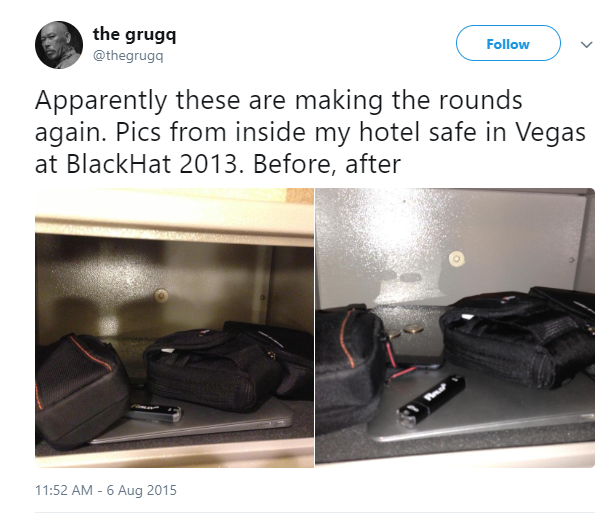 the grugq
@thegrugq
Follow
Apparently these are making the rounds
again. Pics from inside my hotel safe in Vegas
at BlackHat 2013. Before, after
11:52 AM - 6 Aug 2015